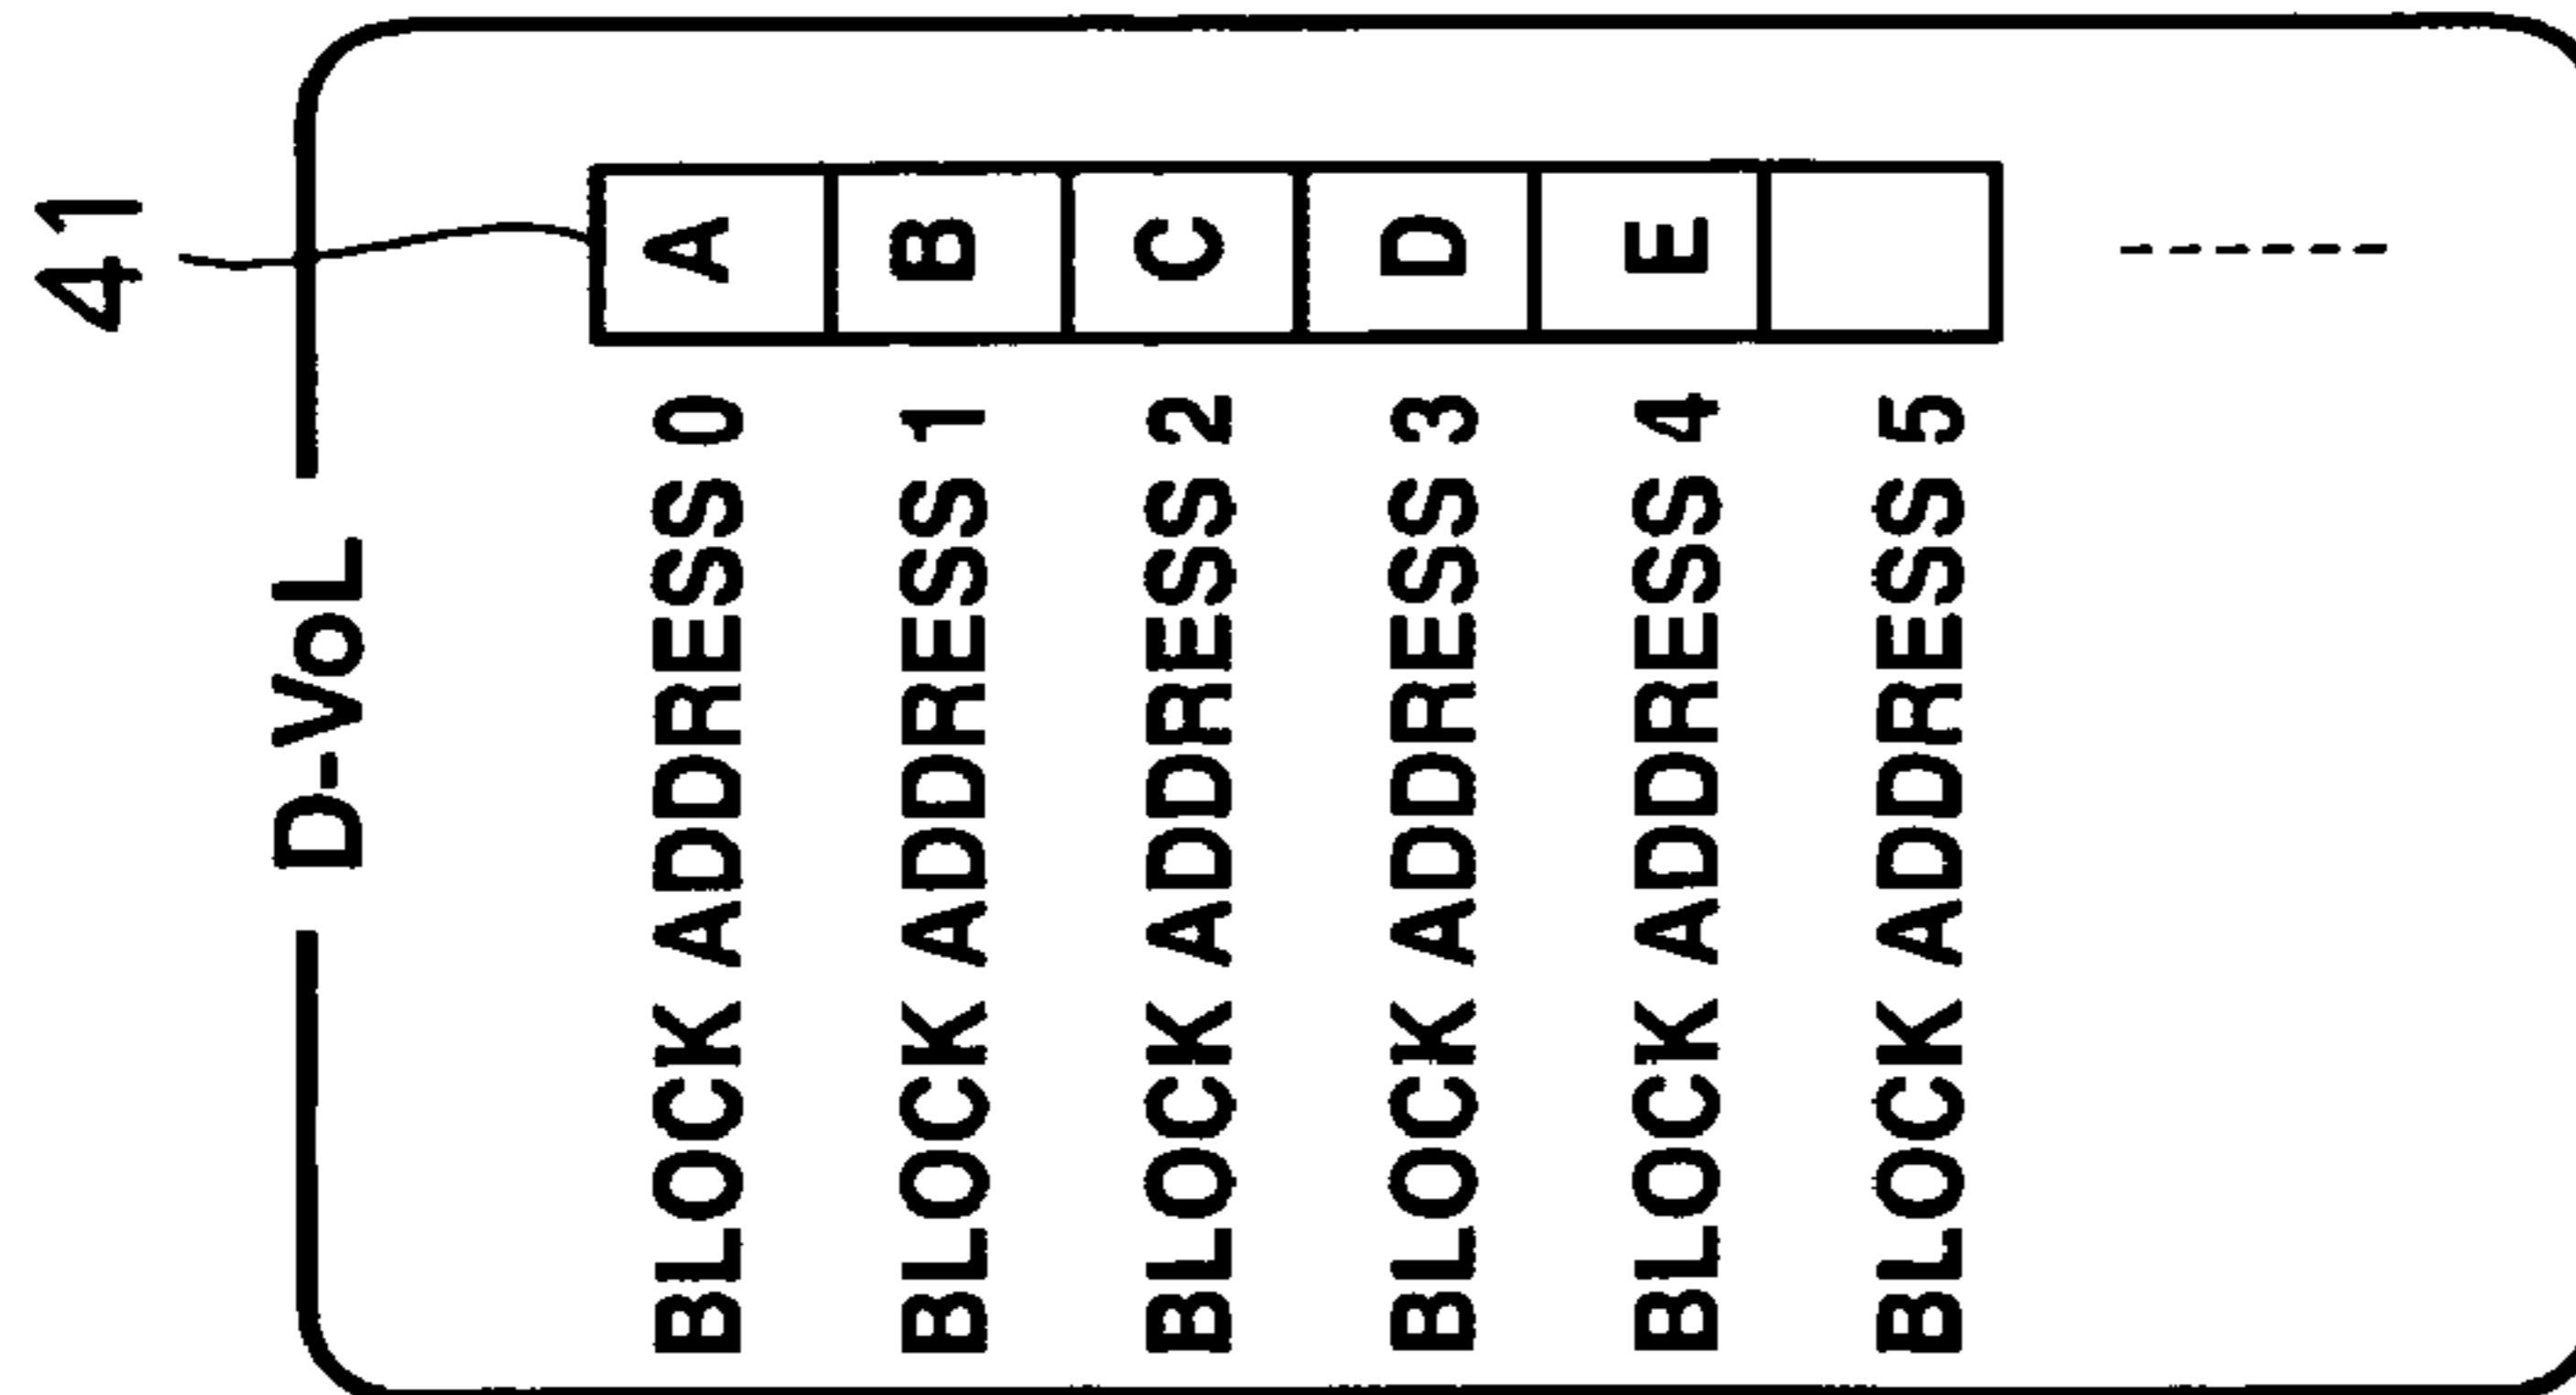 41
D-VoL
BLOCK ADDRESS 0 A
BLOCK ADDRESS 1 B
BLOCK ADDRESS 2 C
BLOCK ADDRESS 3 D
BLOCK ADDRESS 4 E
BLOCK ADDRESS 5